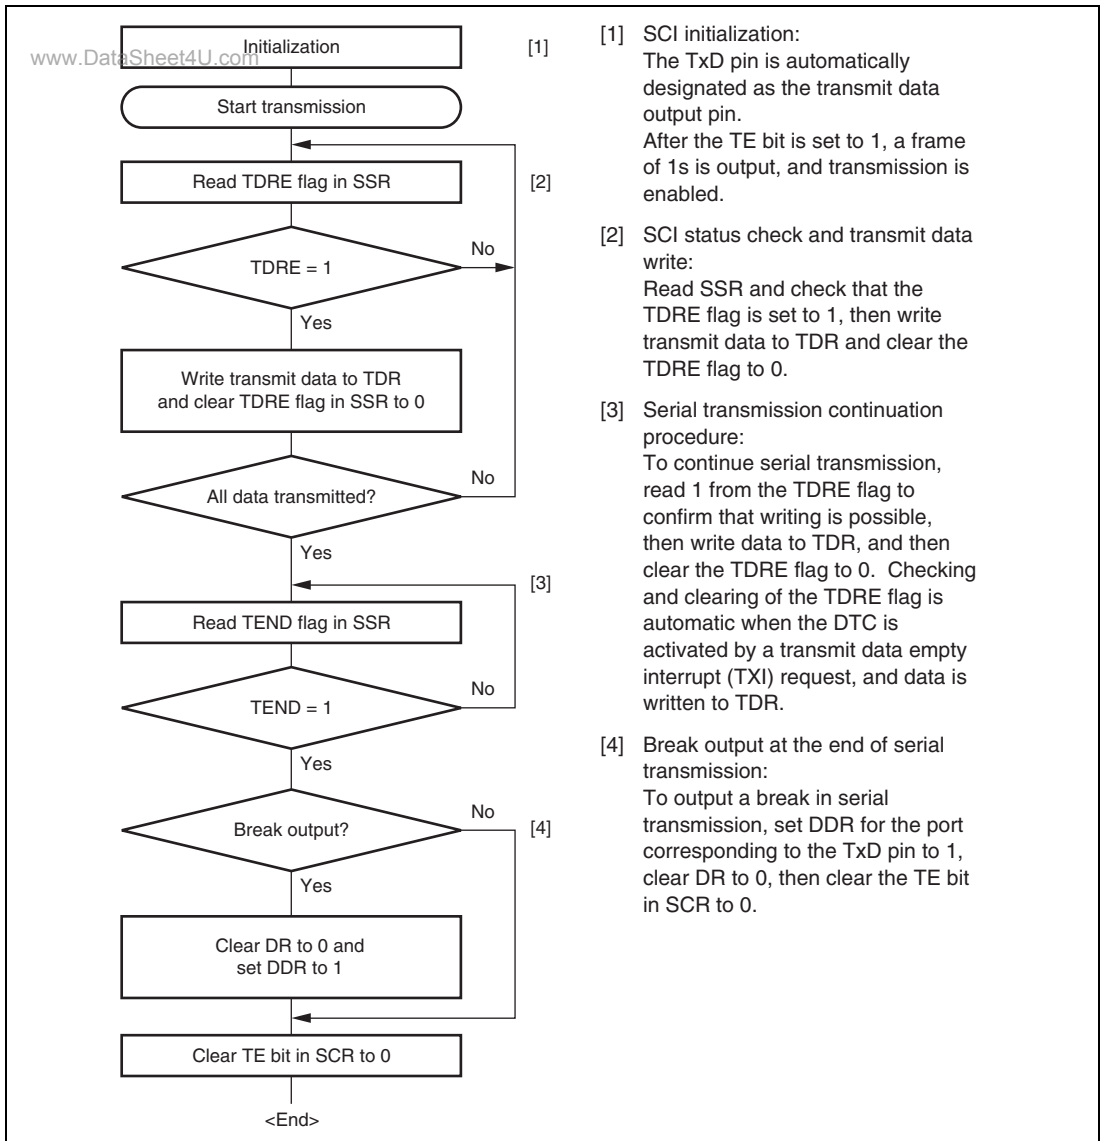 www.DataSheet4U.com
Initialization
[1]
Start transmission
Read TDRE flag in SSR
[2]
TDRE = 1
No
Yes
Write transmit data to TDR
and clear TDRE flag in SSR to 0
All data transmitted?
No
Yes
[3]
Read TEND flag in SSR
TEND = 1
No
Yes
Break output?
No
[4]
Yes
Clear DR to 0 and
set DDR to 1
Clear TE bit in SCR to 0
<End>
[1] SCI initialization:
The TxD pin is automatically
designated as the transmit data
output pin.
After the TE bit is set to 1, a frame
of 1s is output, and transmission is
enabled.
[2] SCI status check and transmit data
write:
Read SSR and check that the
TDRE flag is set to 1, then write
transmit data to TDR and clear the
TDRE flag to 0.
[3] Serial transmission continuation
procedure:
To continue serial transmission,
read 1 from the TDRE flag to
confirm that writing is possible,
then write data to TDR, and then
clear the TDRE flag to 0. Checking
and clearing of the TDRE flag is
automatic when the DTC is
activated by a transmit data empty
interrupt (TXI) request, and data is
written to TDR.
[4] Break output at the end of serial
transmission:
To output a break in serial
transmission, set DDR for the port
corresponding to the TxD pin to 1,
clear DR to 0, then clear the TE bit
in SCR to 0.